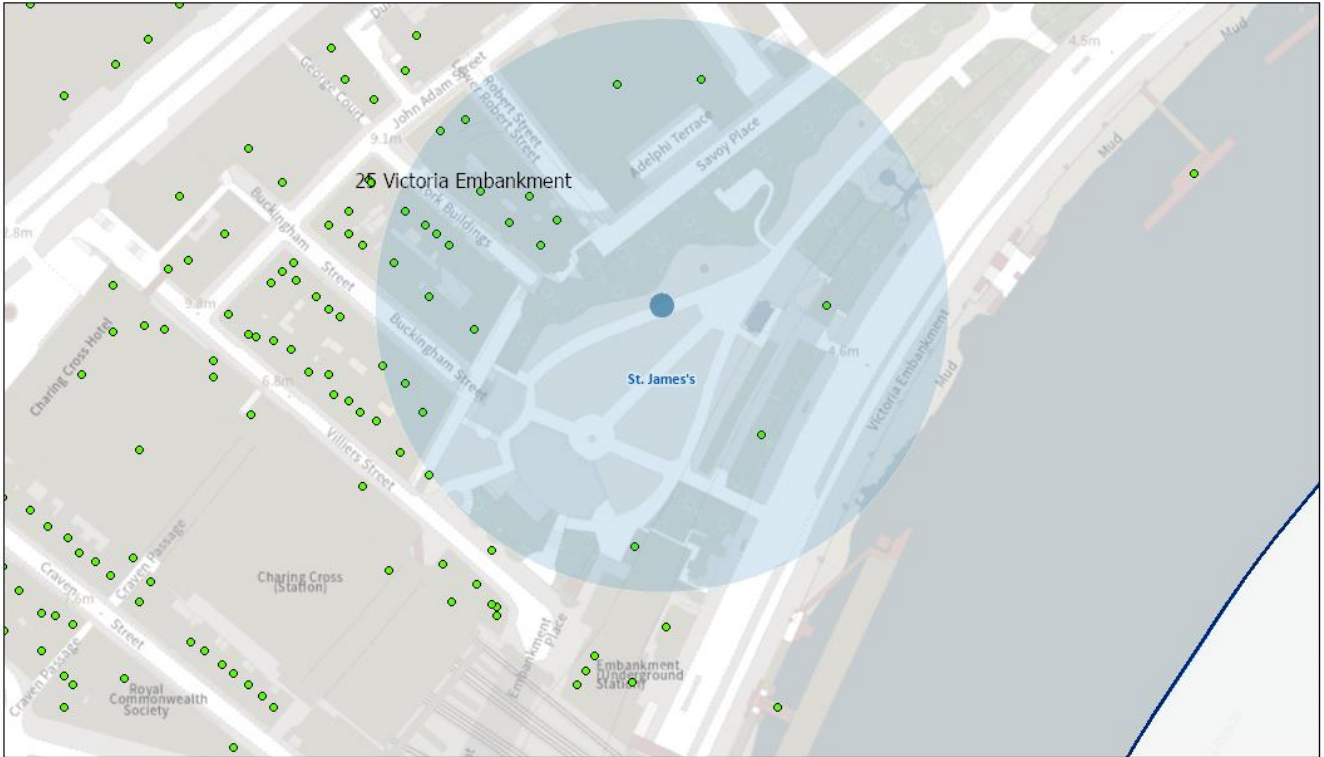 George Court
John Adam Street
Robert Street
Lower Robert Street
9.1m
Adelphi Terrace
Savoy Place
4.5m
Mud
Mud
25 Victoria Embankment
York Buildings
Buckingham
Street
2.8m
9.8m
Charing Cross Hotel
Buckingham Street
6.8m
St. James's
4.6m
Victoria Embankment
Mud
Villiers Street
Craven Passage
Charing Cross
(Station)
Craven
Street
Craven Passage
Royal
Commonwealth
Society
Embankment
Place
Embankment
(Underground
Station)